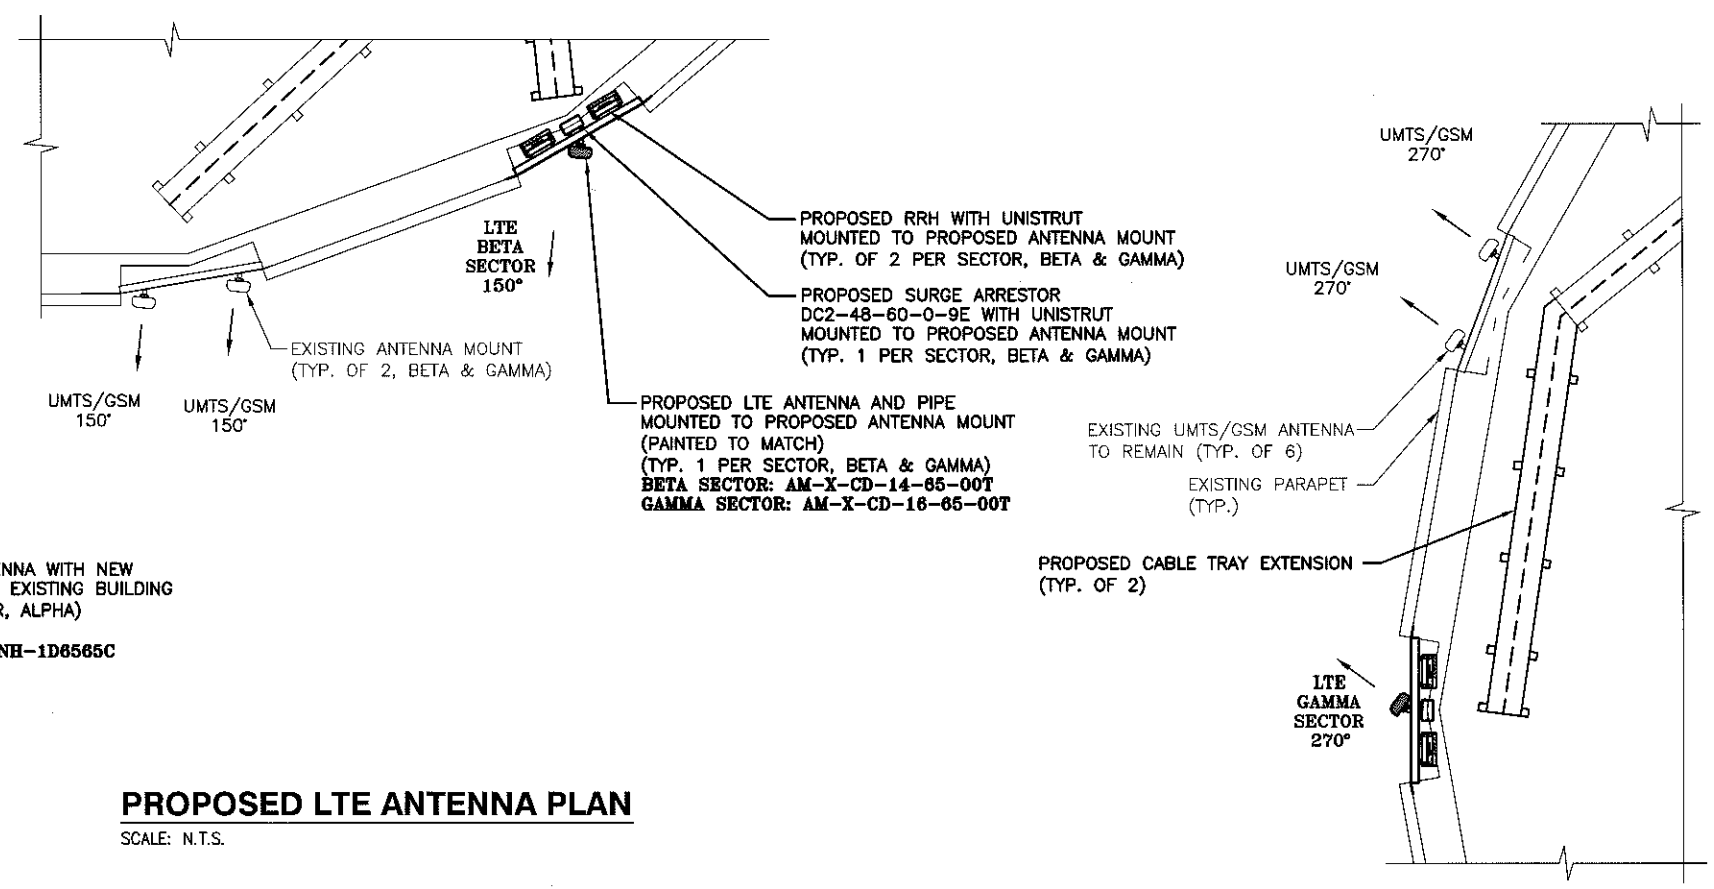 LTE
BETA
SECTOR
150°
PROPOSED RRH WITH UNISTRUT
MOUNTED TO PROPOSED ANTENNA MOUNT
(TYP. OF 2 PER SECTOR, BETA & GAMMA)
PROPOSED SURGE ARRESTOR
DC2-48-60-0-9E WITH UNISTRUT
MOUNTED TO PROPOSED ANTENNA MOUNT
(TYP. 1 PER SECTOR, BETA & GAMMA)
EXISTING ANTENNA MOUNT
(TYP. OF 2, BETA & GAMMA)
UMTS/GSM
150°
UMTS/GSM
150°
PROPOSED LTE ANTENNA AND PIPE
MOUNTED TO PROPOSED ANTENNA MOUNT
(PAINTED TO MATCH)
(TYP. 1 PER SECTOR, BETA & GAMMA)
BETA SECTOR: AM-X-CD-14-65-00T
GAMMA SECTOR: AM-X-CD-16-65-00T
UMTS/GSM
270°
UMTS/GSM
270°
EXISTING UMTS/GSM ANTENNA
TO REMAIN (TYP. OF 6)
EXISTING PARAPET
(TYP.)
PROPOSED CABLE TRAY EXTENSION
(TYP. OF 2)
LTE
GAMMA
SECTOR
270°
ENNA WITH NEW
EXISTING BUILDING
R, ALPHA)
NH-1D6565C
PROPOSED LTE ANTENNA PLAN
SCALE: N.T.S.